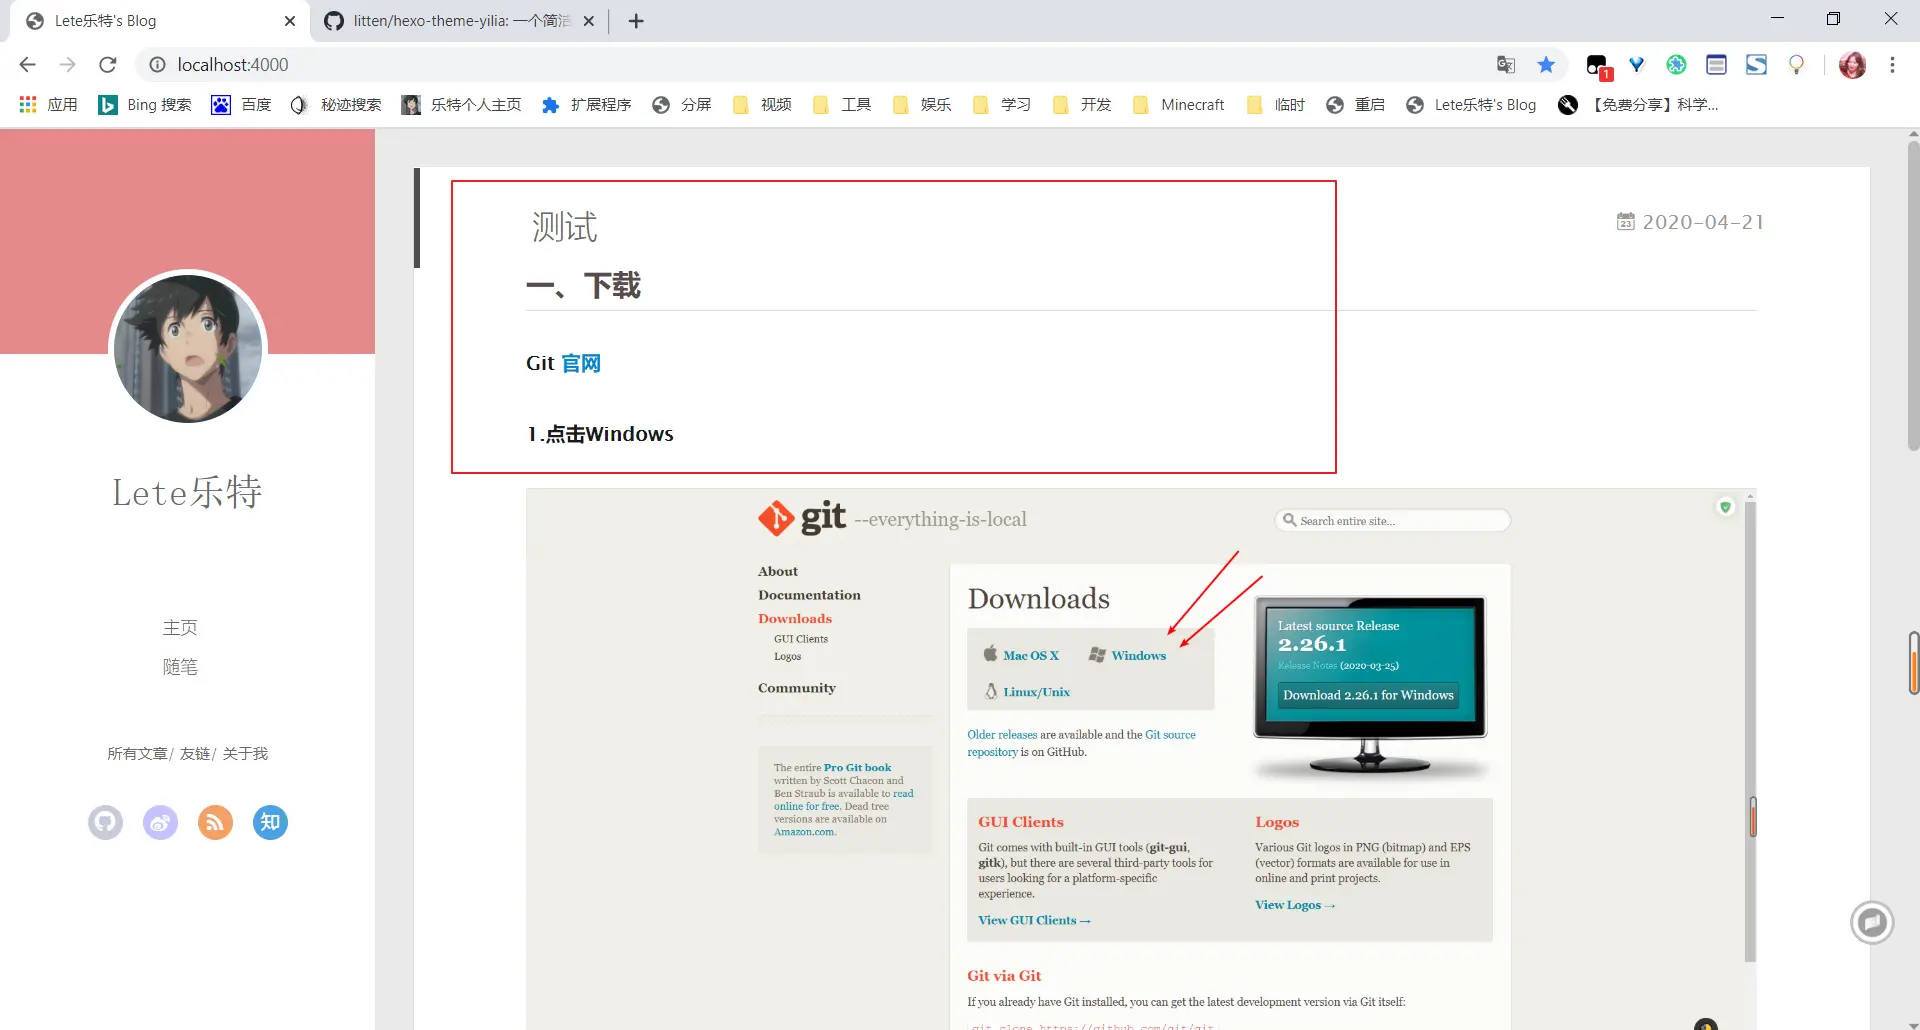 Lete乐特's Blog
litten/hexo-theme-yilia: 一个简洁
localhost:4000
1
应用
Bing 搜索
百度
秘迹搜索
乐特个人主页
扩展程序
分屏
视频
工具
娱乐
学习
开发
Minecraft
临时
重启
Lete乐特's Blog
【免费分享】科学...
Lete乐特
主页
随笔
所有文章/ 友链/ 关于我
知
测试
23 2020-04-21
一、下载
Git 官网
1.点击Windows
git --everything-is-local
Search entire site...
About
Documentation
Downloads
GUI Clients
Logos
Community
The entire Pro Git book
written by Scott Chacon and
Ben Straub is available to read
online for free. Dead tree
versions are available on
Amazon.com.
Downloads
Mac OS X
Windows
Linux/Unix
Older releases are available and the Git source
repository is on GitHub.
Latest source Release
2.26.1
Release Notes (2020-03-25)
Download 2.26.1 for Windows
GUI Clients
Git comes with built-in GUI tools (git-gui,
gitk), but there are several third-party tools for
users looking for a platform-specific
experience.
View GUI Clients →
Logos
Various Git logos in PNG (bitmap) and EPS
(vector) formats are available for use in
online and print projects.
View Logos →
Git via Git
If you already have Git installed, you can get the latest development version via Git itself:
git clone https://github.com/git/git